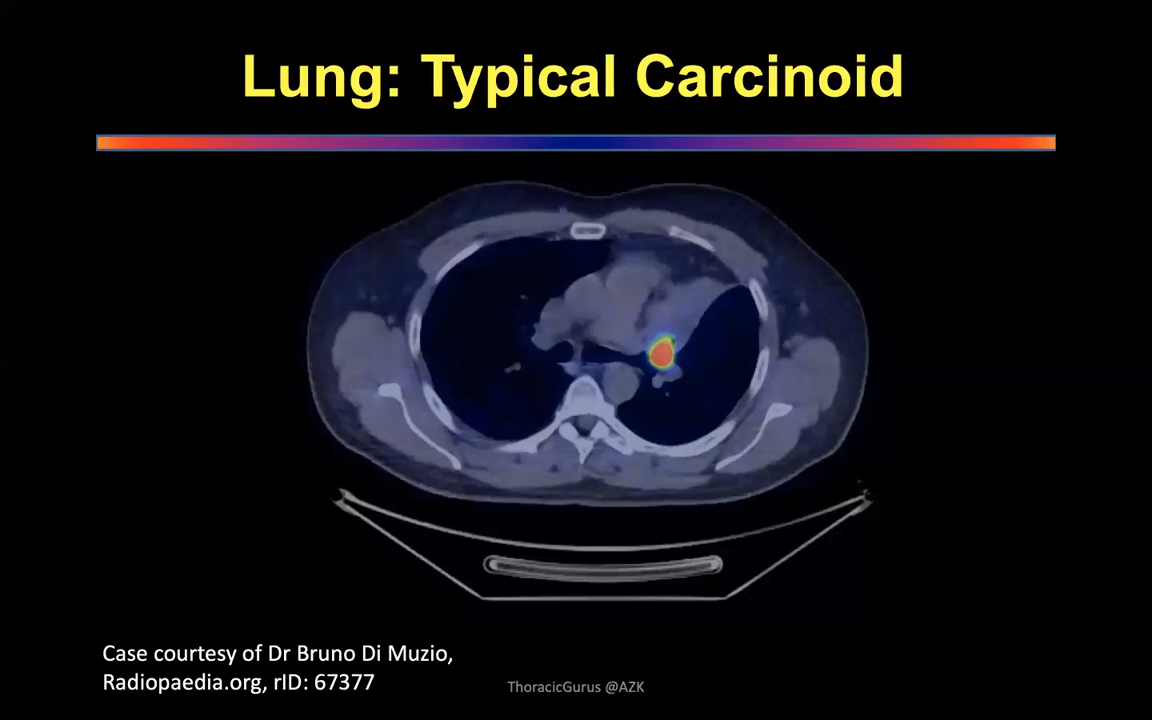 Lung: Typical Carcinoid
Case courtesy of Dr Bruno Di Muzio,
Radiopaedia.org, rID: 67377
ThoracicGurus @AZK